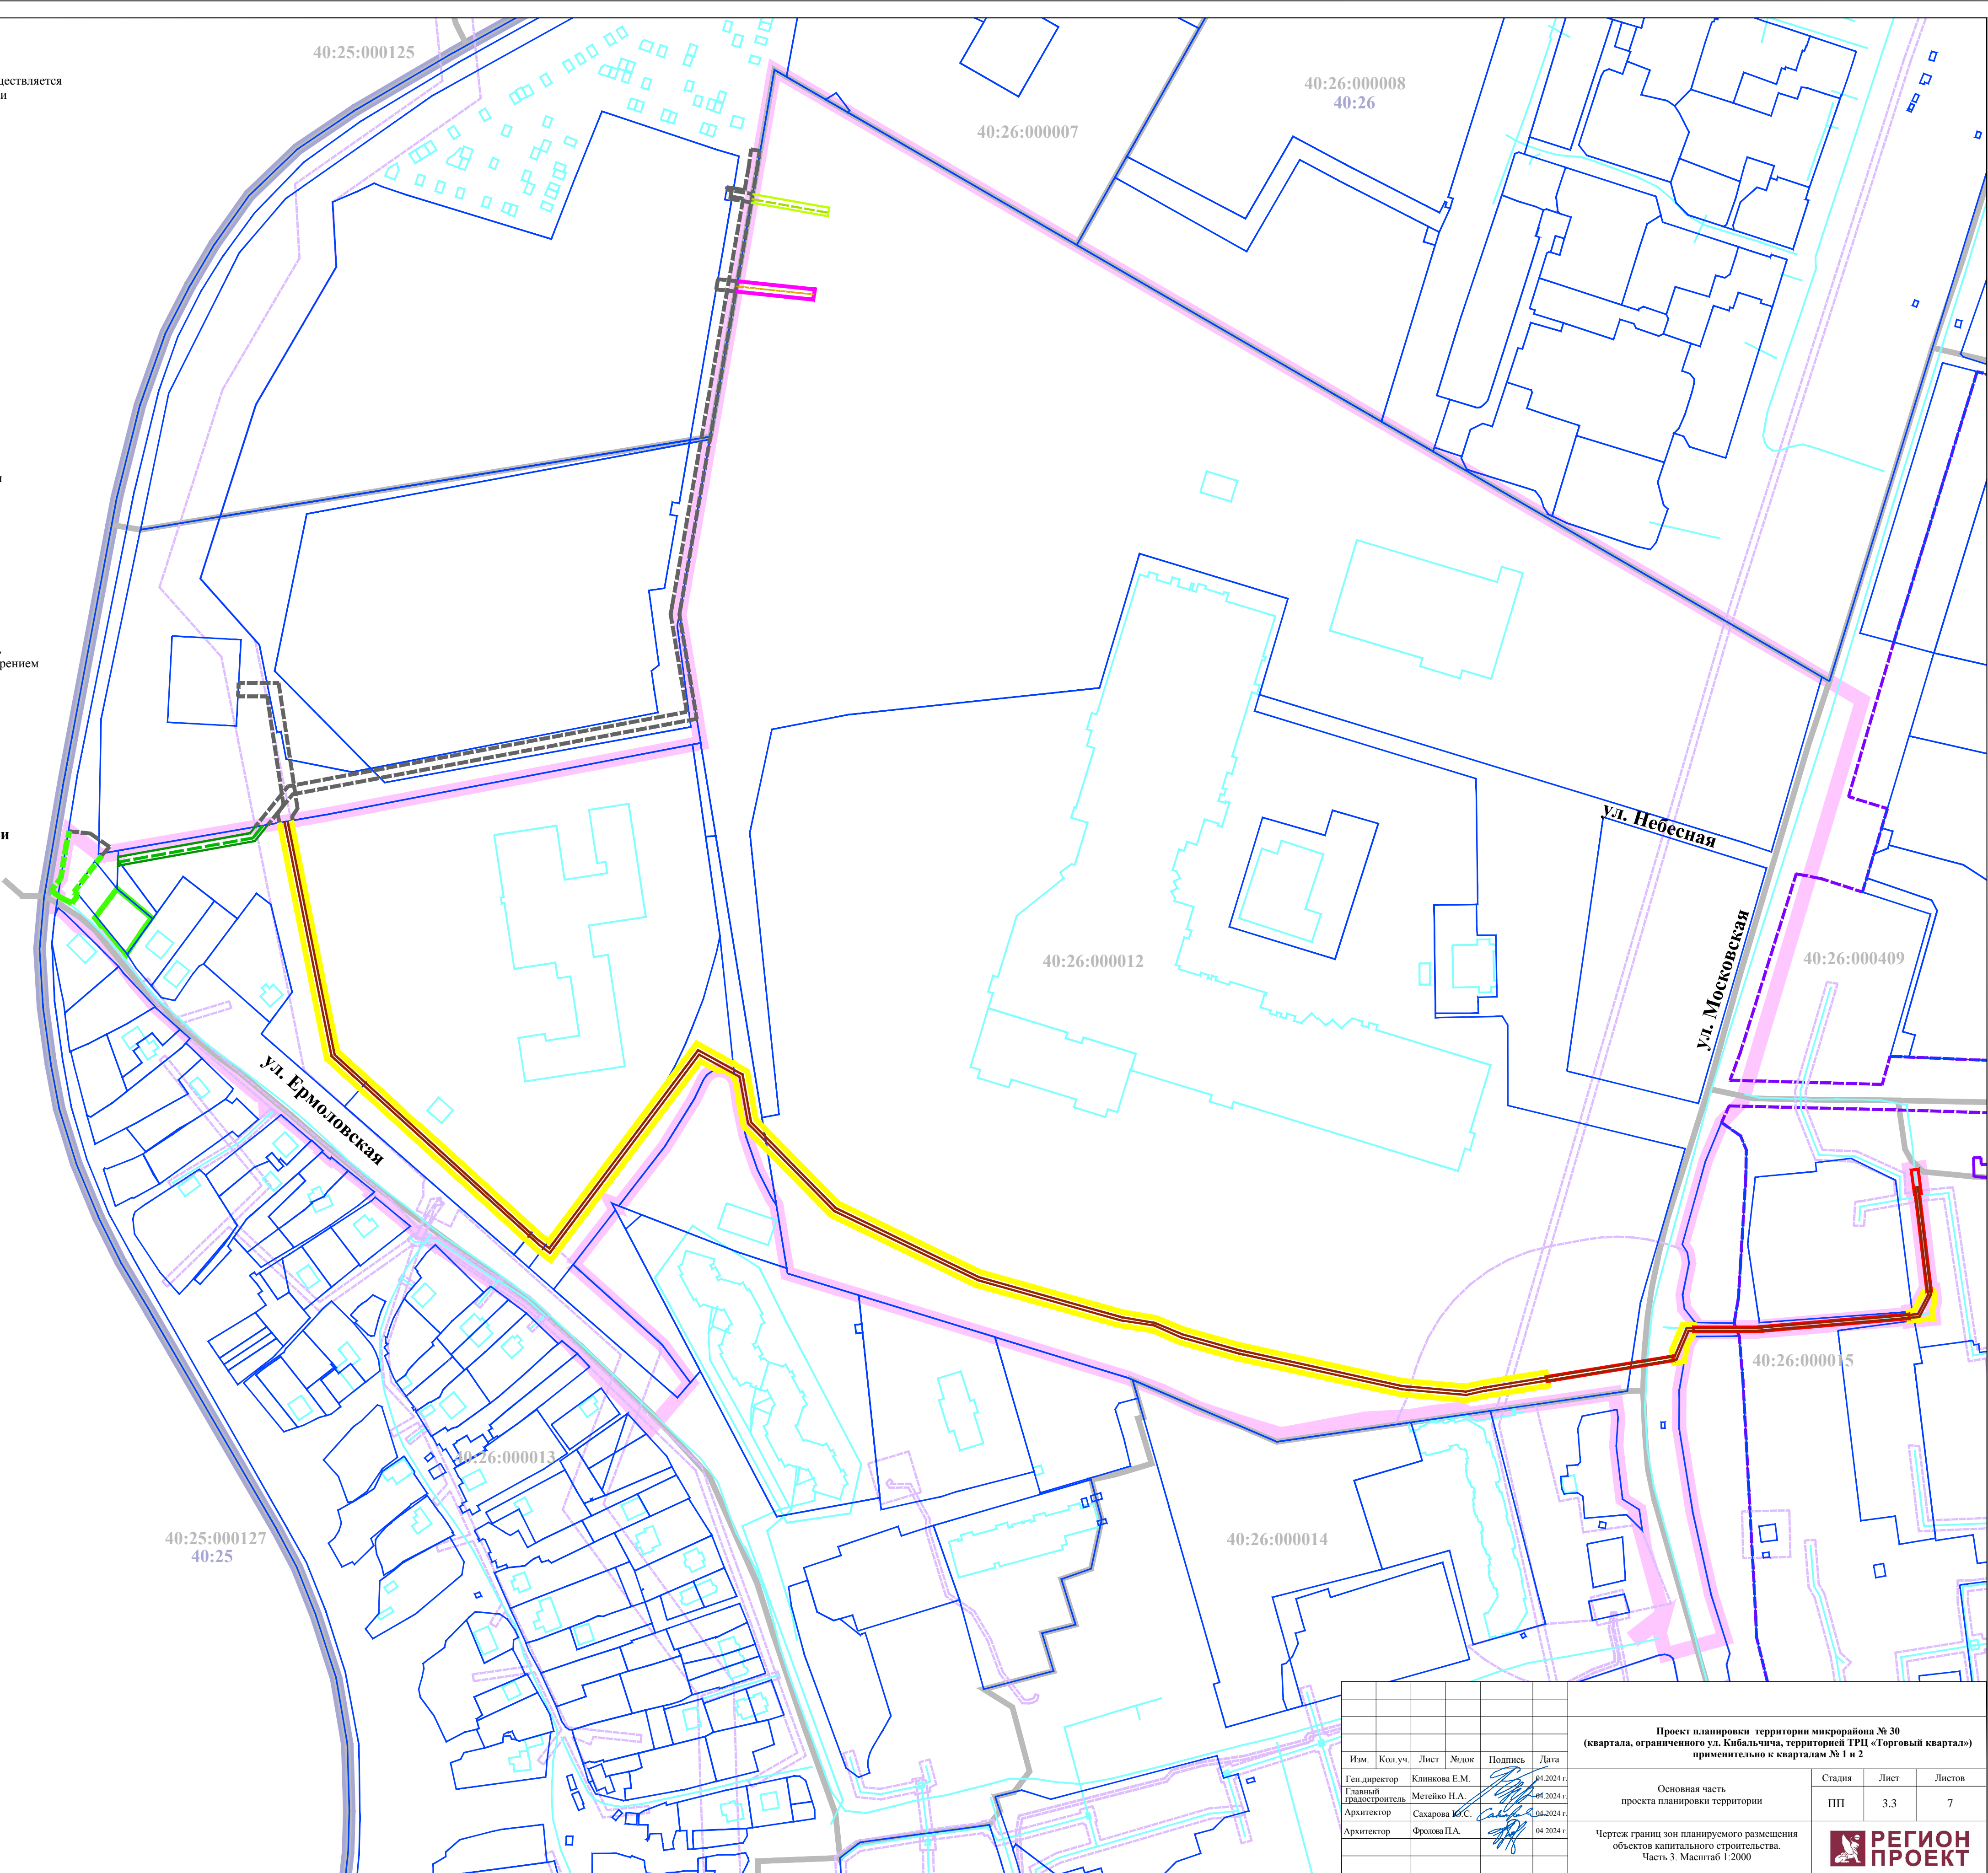 40:25:000125
ществляется
и
40:26:000008
40:26
40:26:000007
рением
и
ул. Небесная
ул. Московская
40:26:000012
40:26:000409
ул. Ермоловская
40:26:000015
40:26:000013
40:25:000127
40:25
40:26:000014
Проект планировки территории микрорайона № 30
(квартала, ограниченного ул. Кибальчича, территорией ТРЦ «Торговый квартал»)
применительно к кварталам № 1 и 2
Изм. Кол.уч. Лист №док Подпись Дата
Ген.директор Клинкова Е.М. 04.2024 г.
Главный
градостроитель Метейко Н.А. 04.2024 г.
Архитектор Сахарова Ю.С. 04.2024 г.
Архитектор Фролова П.А. 04.2024 г.
Основная часть
проекта планировки территории
Стадия Лист Листов
ПП 3.3 7
Чертеж границ зон планируемого размещения
объектов капитального строительства.
Часть 3. Масштаб 1:2000
РЕГИОН
ПРОЕКТ